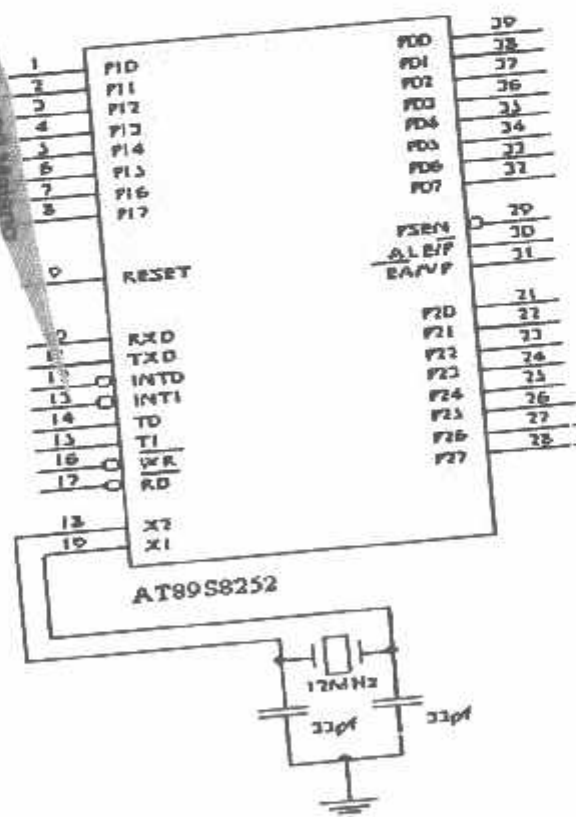 1 P10
2 P11
3 P12
4 P13
5 P14
6 P15
7 P16
8 P17
9 RESET
RXD
TXD
INT0
13 INT1
14 T0
15 T1
16 WR
17 RD
18 X2
19 X1
P00 39
P01 38
P02 37
P03 36
P04 35
P05 34
P06 33
P07 32
PSEN 29
ALE/P 30
EA/VP 31
P20 21
P21 22
P22 23
P23 24
P24 25
P25 26
P26 27
P27 28
AT89S8252
12MHz
33pf
33pf